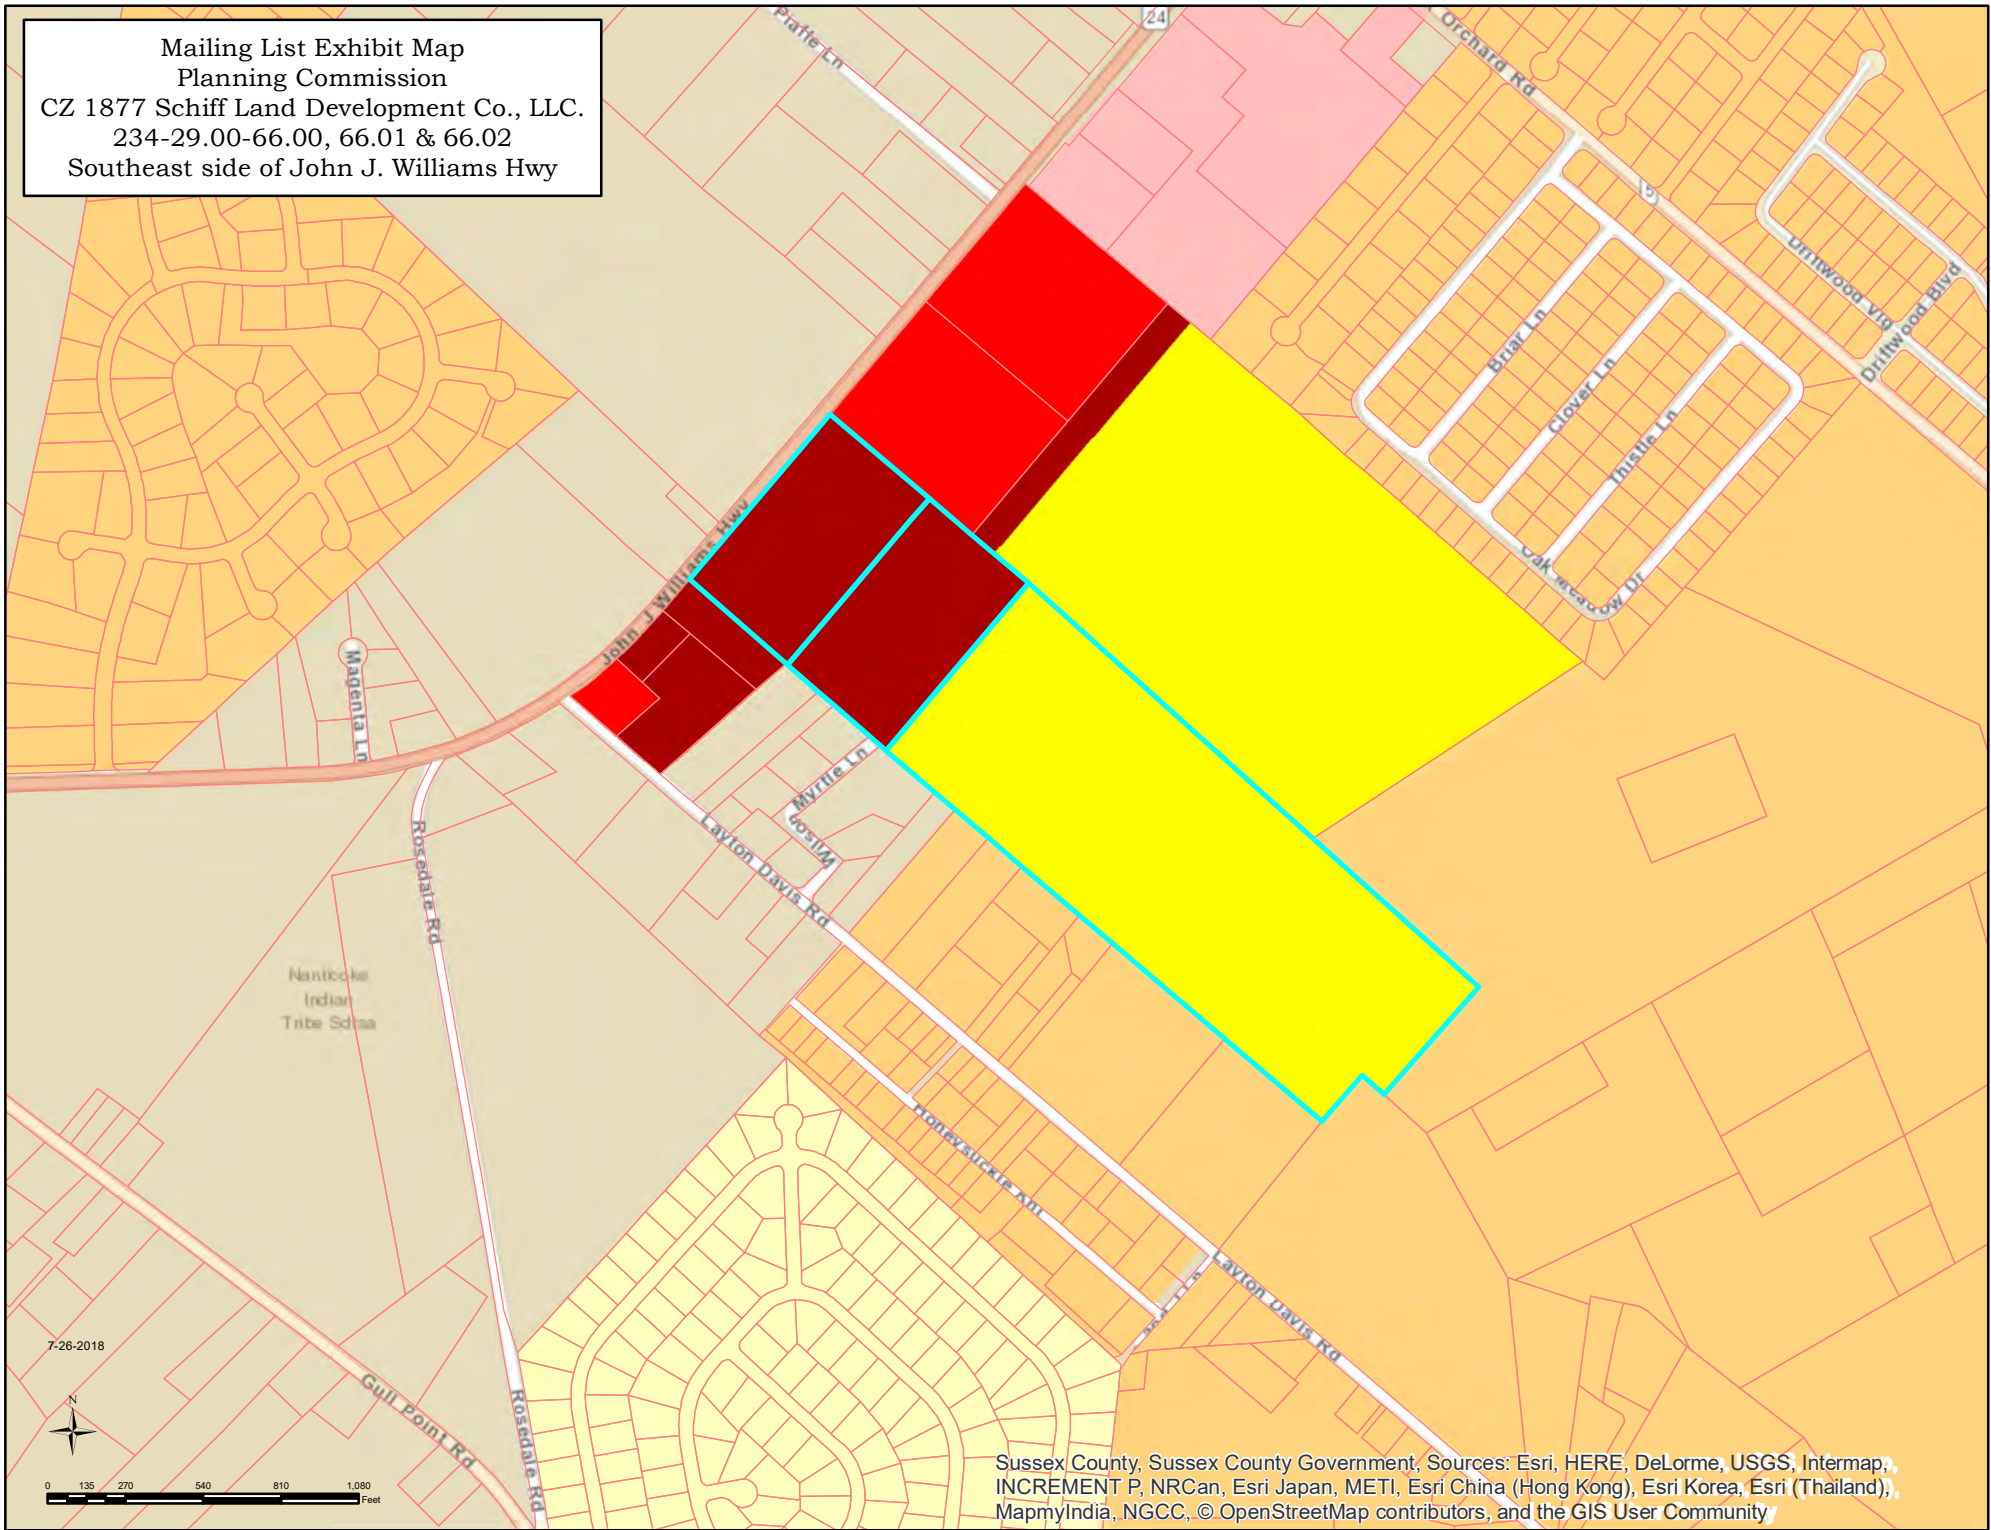 Mailing List Exhibit Map
Planning Commission
CZ 1877 Schiff Land Development Co., LLC.
234-29.00-66.00, 66.01 & 66.02
Southeast side of John J. Williams Hwy
Piaffe Ln
24
Orchard Rd
5
Driftwood Vlg
Driftwood Blvd
Briar Ln
Clover Ln
Thistle Ln
Oak Meadow Dr
John J Williams Hwy
Magenta Ln
Myrtle Ln
Wilson
Layton Davis Rd
Rosedale Rd
Nanticoke
Indian
Tribe Sdtsa
Honeysuckle
Layton Davis Rd
Ln
7-26-2018
N
Gull Point Rd
Rosedale Rd
0 135 270 540 810 1,080
Feet
Sussex County, Sussex County Government, Sources: Esri, HERE, DeLorme, USGS, Intermap,
INCREMENT P, NRCan, Esri Japan, METI, Esri China (Hong Kong), Esri Korea, Esri (Thailand),
MapmyIndia, NGCC, © OpenStreetMap contributors, and the GIS User Community